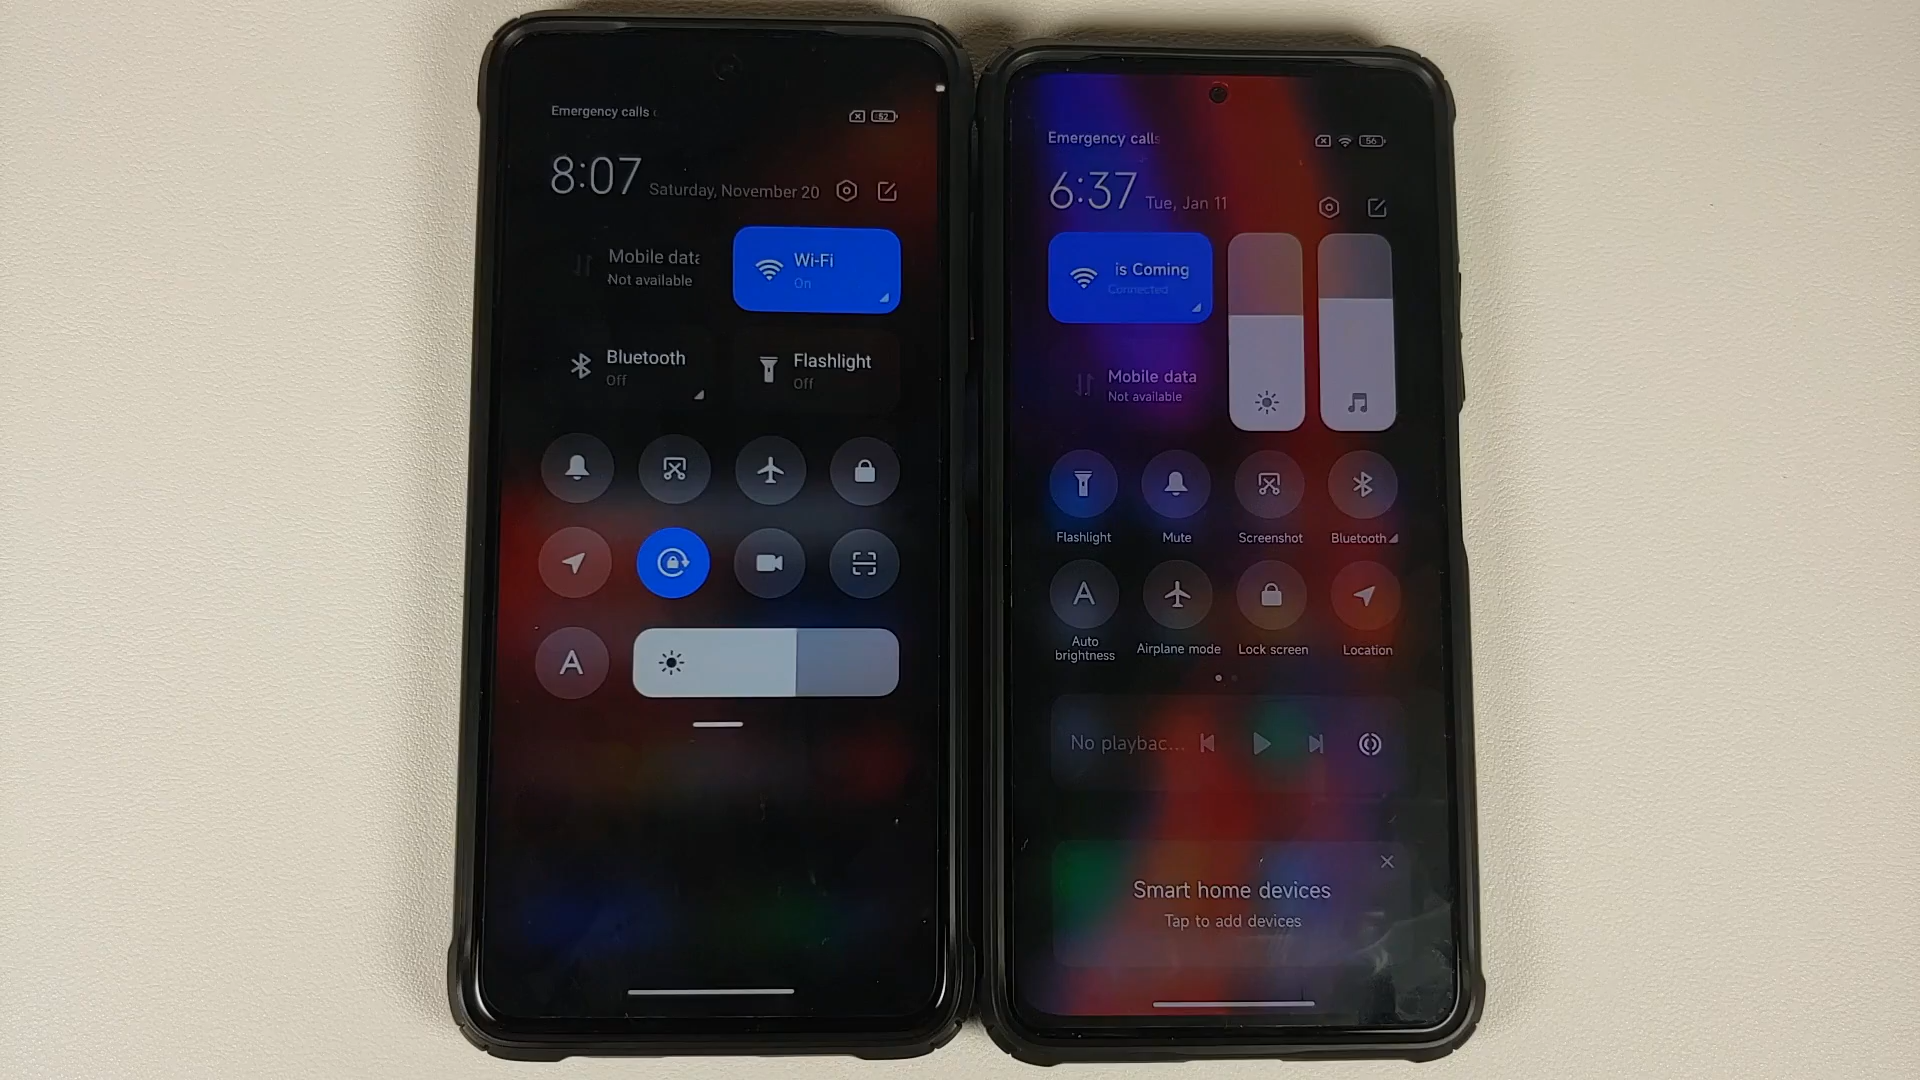 Emergency calls
52
8:07 Saturday, November 20
Mobile data
Not available
Wi-Fi
On
Bluetooth
Off
Flashlight
Off
A
Emergency calls
56
6:37 Tue, Jan 11
is Coming
Connected
Mobile data
Not available
Flashlight
Mute
Screenshot
Bluetooth
A
Auto brightness
Airplane mode
Lock screen
Location
No playbac...
Smart home devices
Tap to add devices